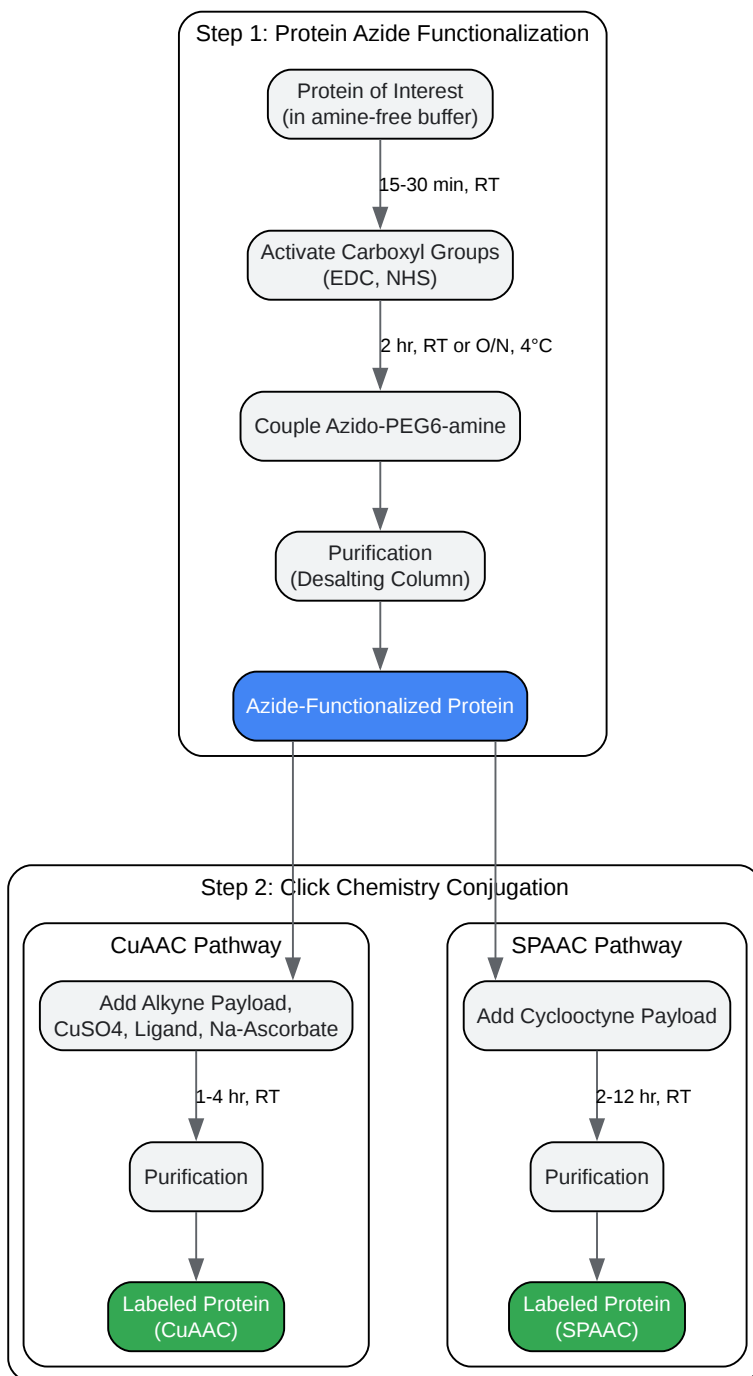 Step 1: Protein Azide Functionalization
Protein of Interest
(in amine-free buffer)
15-30 min, RT
Activate Carboxyl Groups
(EDC, NHS)
2 hr, RT or O/N, 4°C
Couple Azido-PEG6-amine
Purification
(Desalting Column)
Azide-Functionalized Protein
Step 2: Click Chemistry Conjugation
CuAAC Pathway
Add Alkyne Payload,
CuSO4, Ligand, Na-Ascorbate
1-4 hr, RT
Purification
Labeled Protein
(CuAAC)
SPAAC Pathway
Add Cyclooctyne Payload
2-12 hr, RT
Purification
Labeled Protein
(SPAAC)